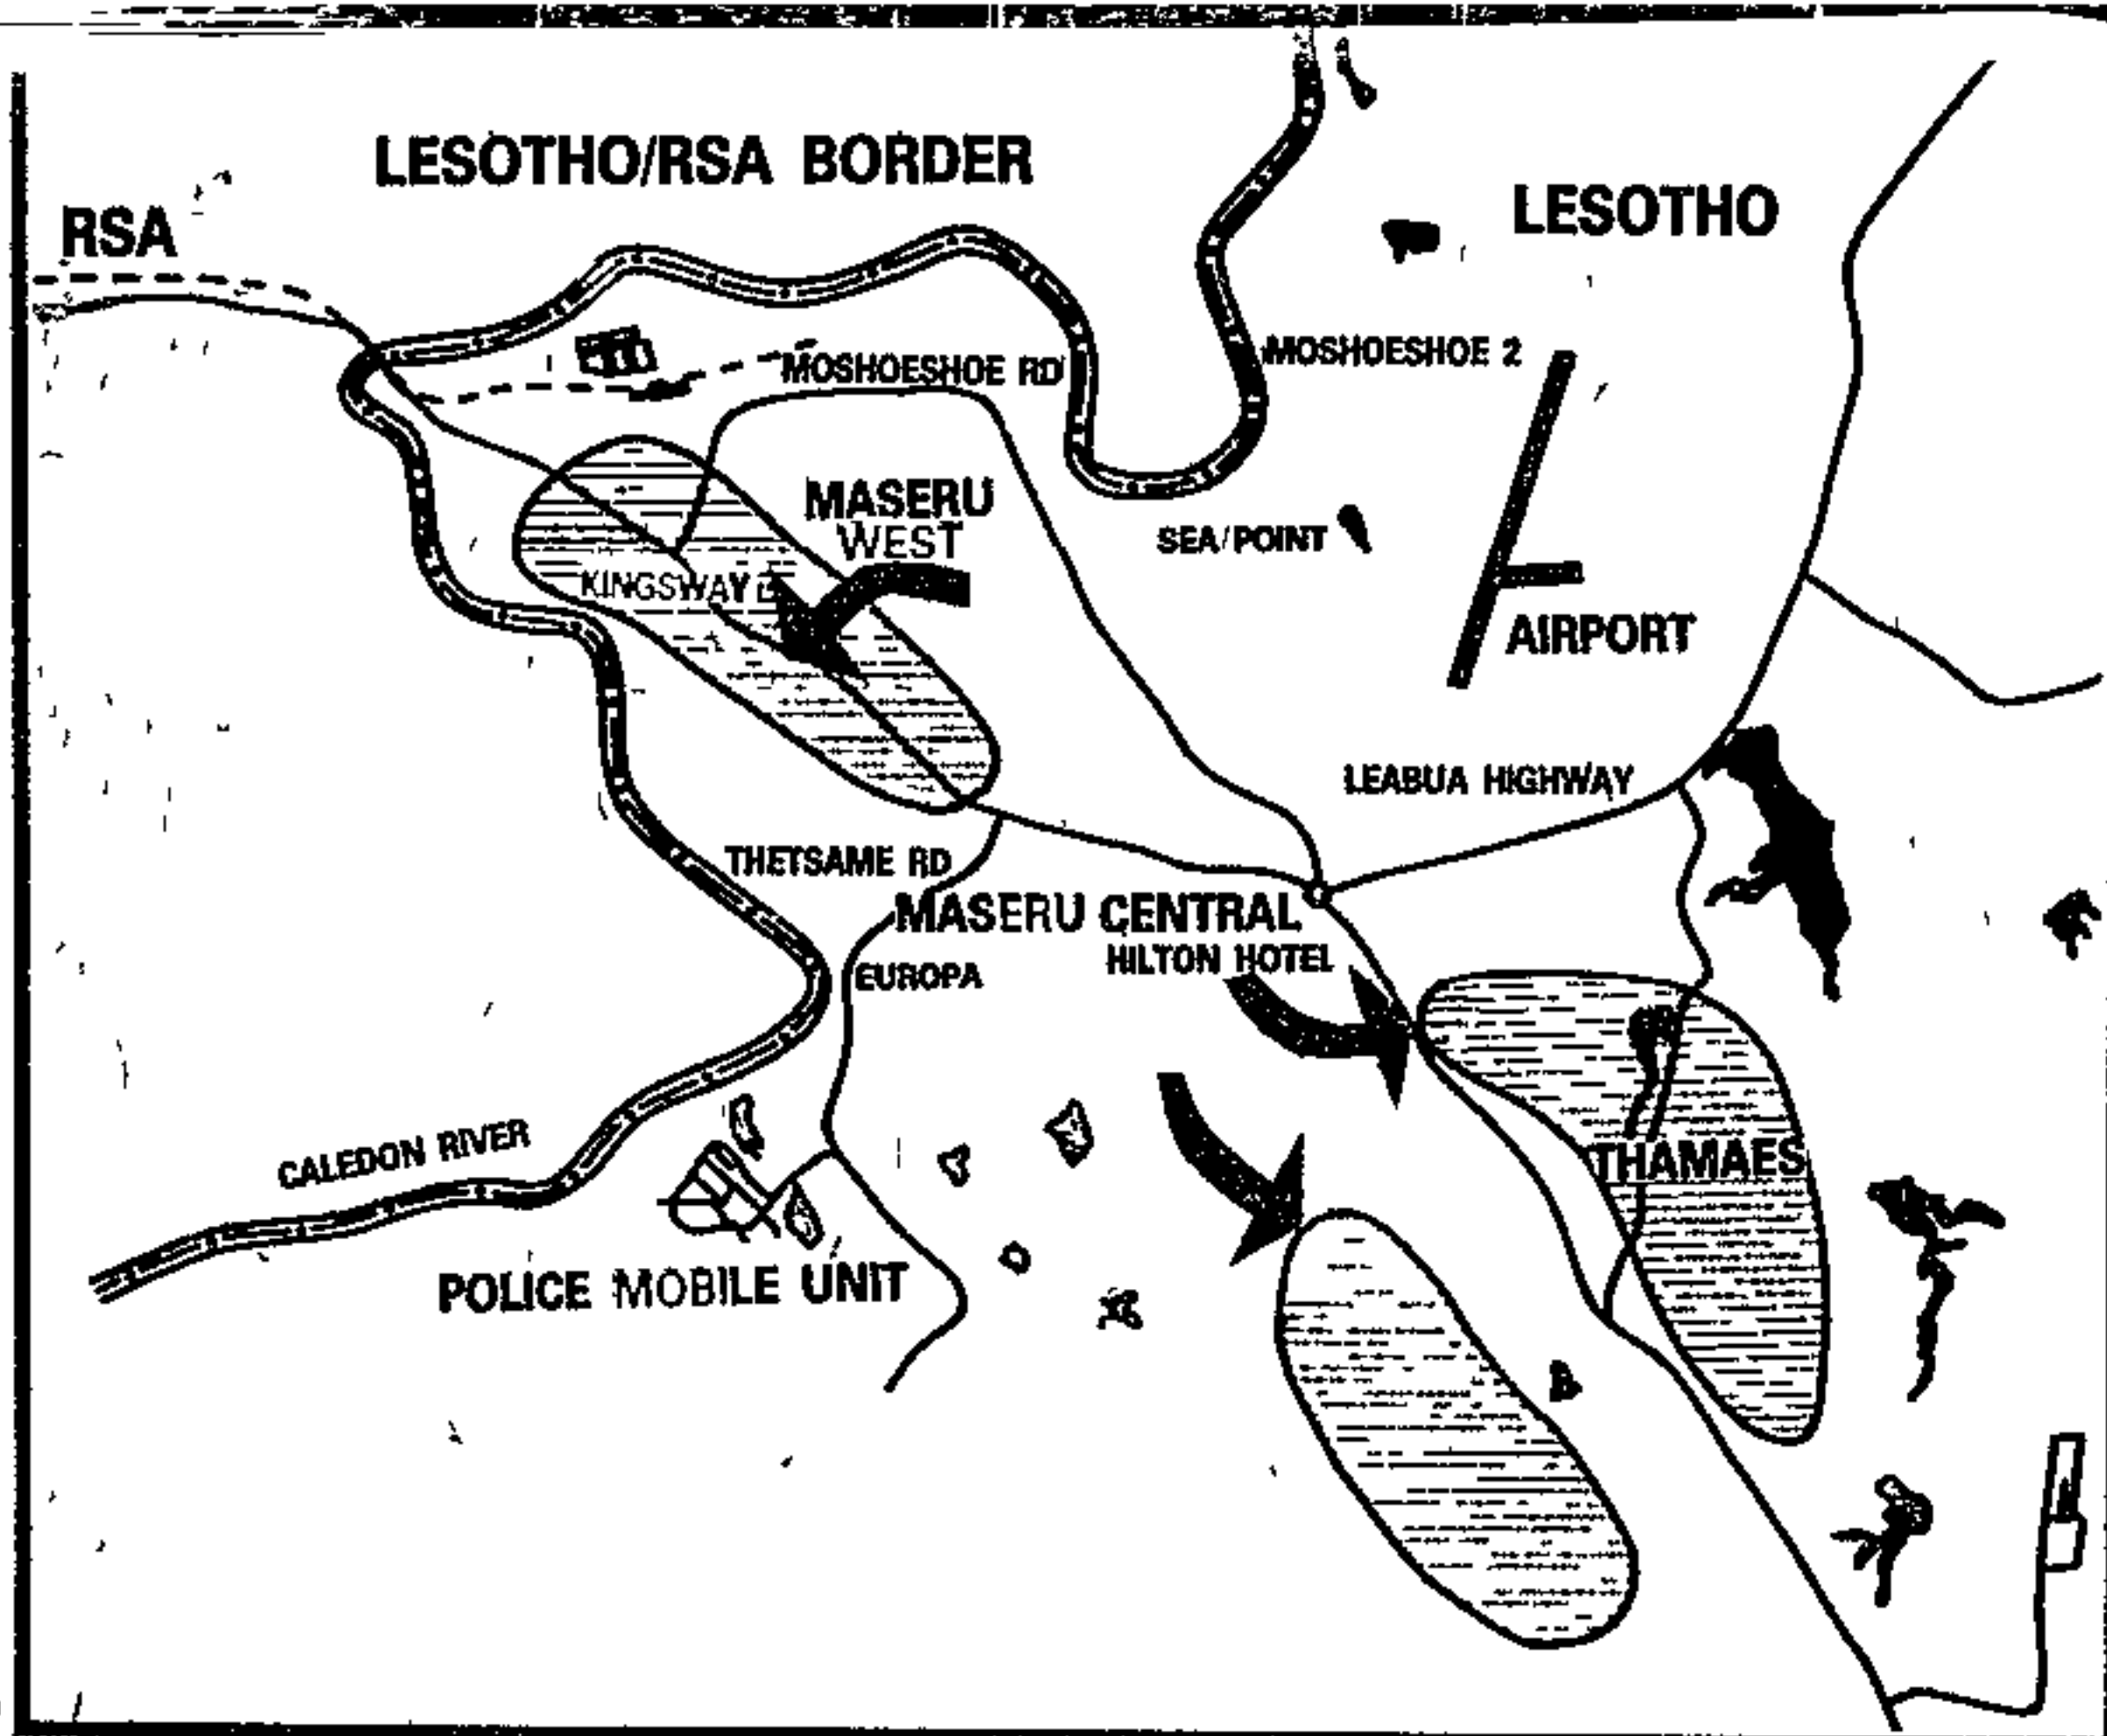 LESOTHO/RSA BORDER
LESOTHO
RSA
MOSHOESHOE 2
MOSHOESHOE RD
MASERU
WEST
SEA/POINT
KINGSWAY
AIRPORT
LEABUA HIGHWAY
THETSAME RD
MASERU CENTRAL
HILTON HOTEL
EUROPA
CALEDON RIVER
THAMAES
POLICE MOBILE UNIT